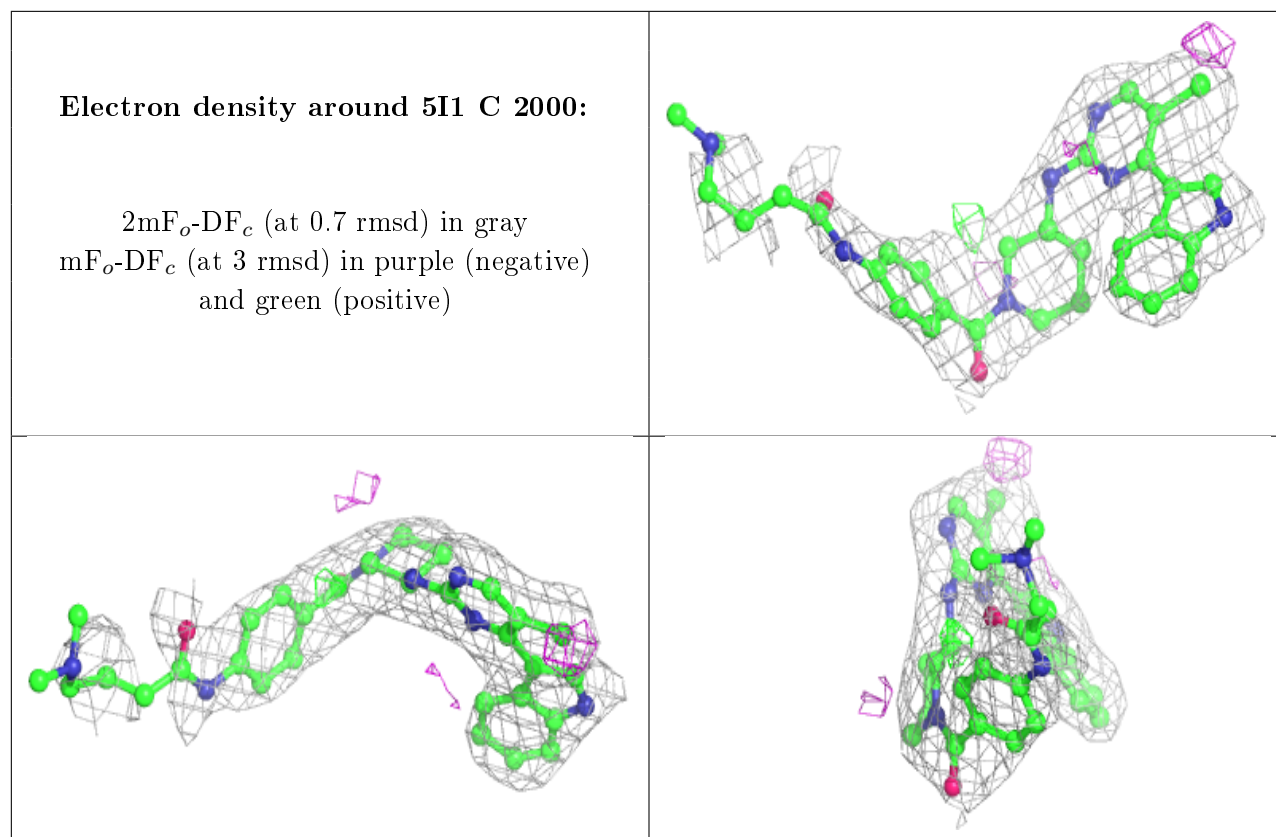 Electron density around 5I1 C 2000:
2mFo-DFc (at 0.7 rmsd) in gray
mFo-DFc (at 3 rmsd) in purple (negative)
and green (positive)